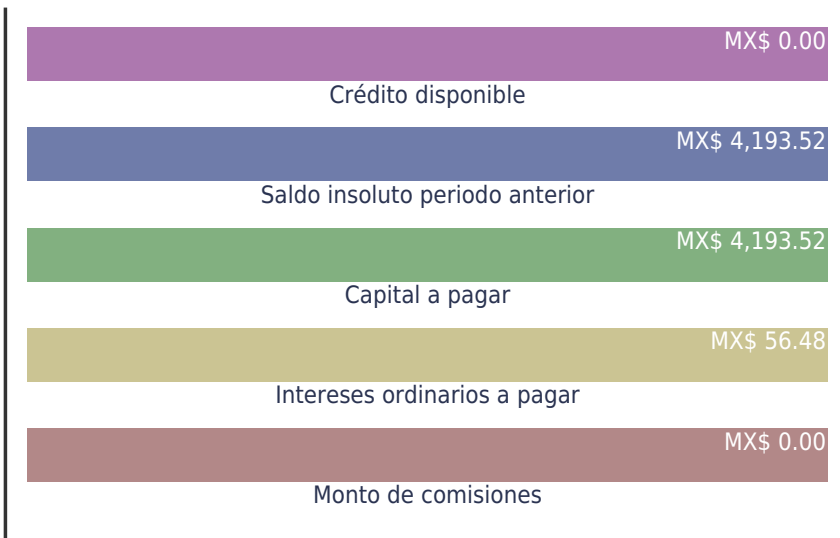 MX$ 0.00
Crédito disponible
MX$ 4,193.52
Saldo insoluto periodo anterior
MX$ 4,193.52
Capital a pagar
MX$ 56.48
Intereses ordinarios a pagar
MX$ 0.00
Monto de comisiones